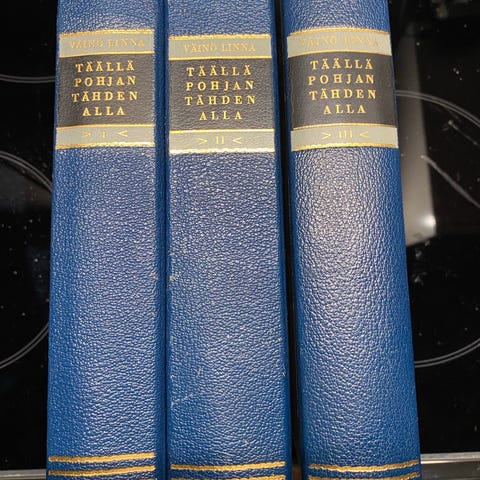 VÄINÖ LINNA
TÄÄLLÄ
POHJAN
TÄHDEN
ALLA
> I <
VÄINÖ LINNA
TÄÄLLÄ
POHJAN
TÄHDEN
ALLA
> II <
VÄINÖ LINNA
TÄÄLLÄ
POHJAN
TÄHDEN
ALLA
> III <